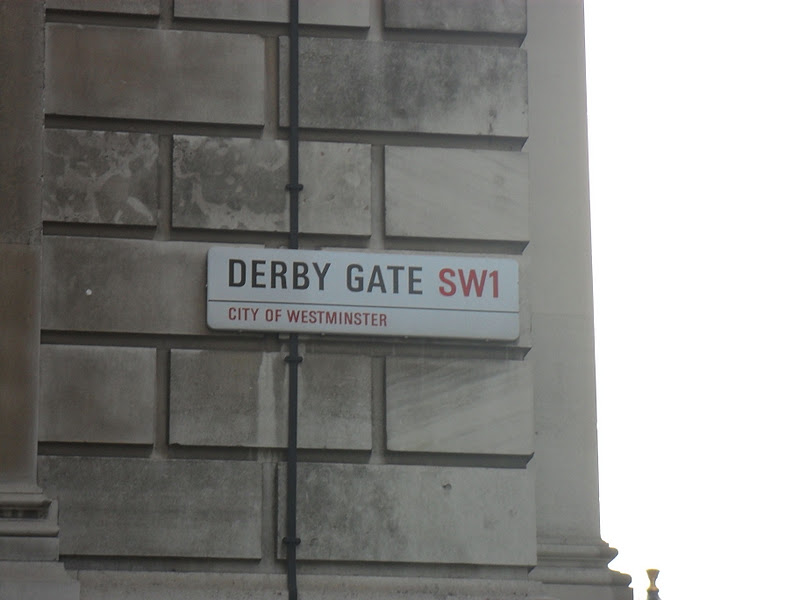 DERBY GATE SW1
CITY OF WESTMINSTER